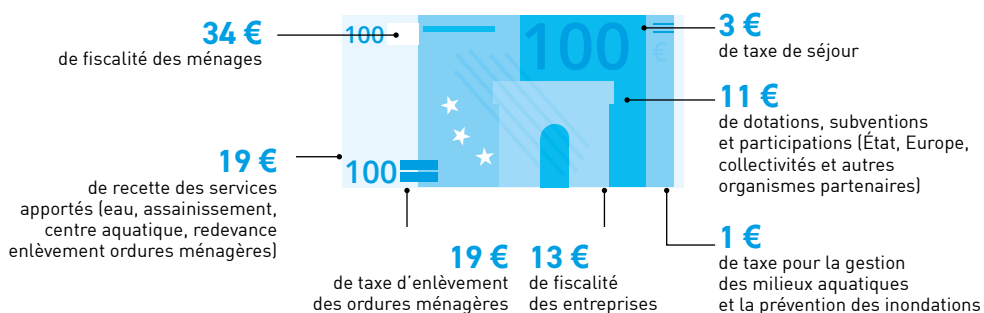 34 €
de fiscalité des ménages
19 €
de recette des services
apportés (eau, assainissement,
centre aquatique, redevance
enlèvement ordures ménagères)
100
100
€
100
19 €
de taxe d’enlèvement
des ordures ménagères
13 €
de fiscalité
des entreprises
3 €
de taxe de séjour
11 €
de dotations, subventions
et participations (État, Europe,
collectivités et autres
organismes partenaires)
1 €
de taxe pour la gestion
des milieux aquatiques
et la prévention des inondations